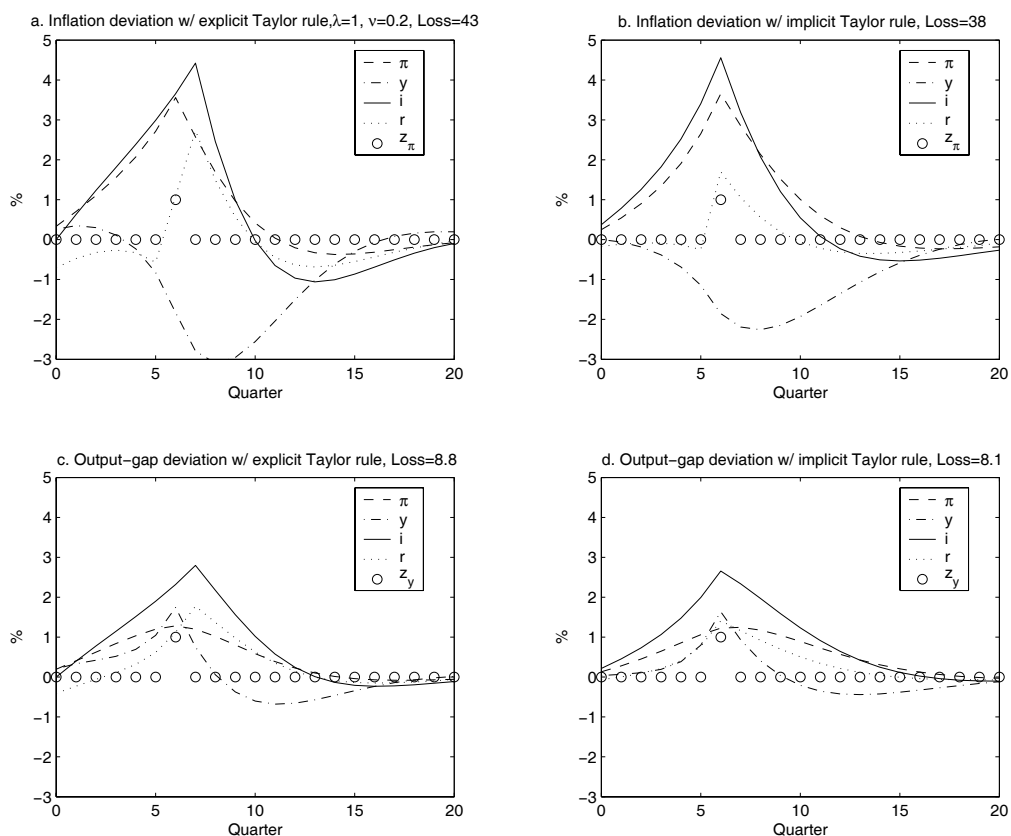 a. Inflation deviation w/ explicit Taylor rule,λ=1, ν=0.2, Loss=43
5
4
3
2
1
0
−1
−2
−3
%
0 5 10 15 20
Quarter
π
y
i
r
z_π
b. Inflation deviation w/ implicit Taylor rule, Loss=38
5
4
3
2
1
0
−1
−2
−3
%
0 5 10 15 20
Quarter
π
y
i
r
z_π
c. Output−gap deviation w/ explicit Taylor rule, Loss=8.8
5
4
3
2
1
0
−1
−2
−3
%
0 5 10 15 20
Quarter
π
y
i
r
z_y
d. Output−gap deviation w/ implicit Taylor rule, Loss=8.1
5
4
3
2
1
0
−1
−2
−3
%
0 5 10 15 20
Quarter
π
y
i
r
z_y